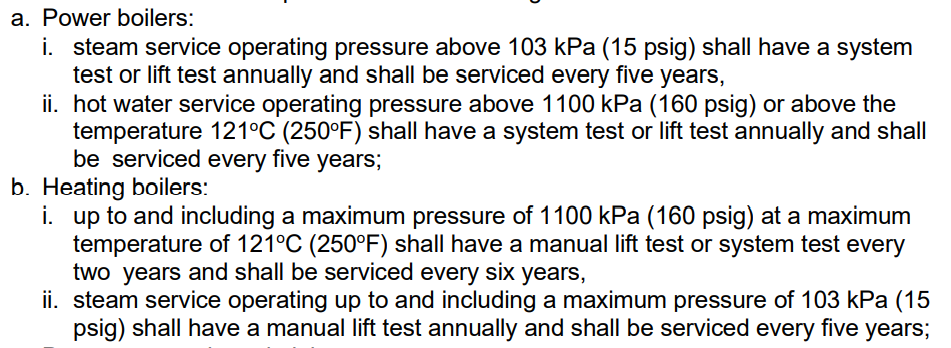 a. Power boilers:
i. steam service operating pressure above 103 kPa (15 psig) shall have a system
test or lift test annually and shall be serviced every five years,
ii. hot water service operating pressure above 1100 kPa (160 psig) or above the
temperature 121ºC (250ºF) shall have a system test or lift test annually and shall
be serviced every five years;
b. Heating boilers:
i. up to and including a maximum pressure of 1100 kPa (160 psig) at a maximum
temperature of 121ºC (250ºF) shall have a manual lift test or system test every
two years and shall be serviced every six years,
ii. steam service operating up to and including a maximum pressure of 103 kPa (15
psig) shall have a manual lift test annually and shall be serviced every five years;